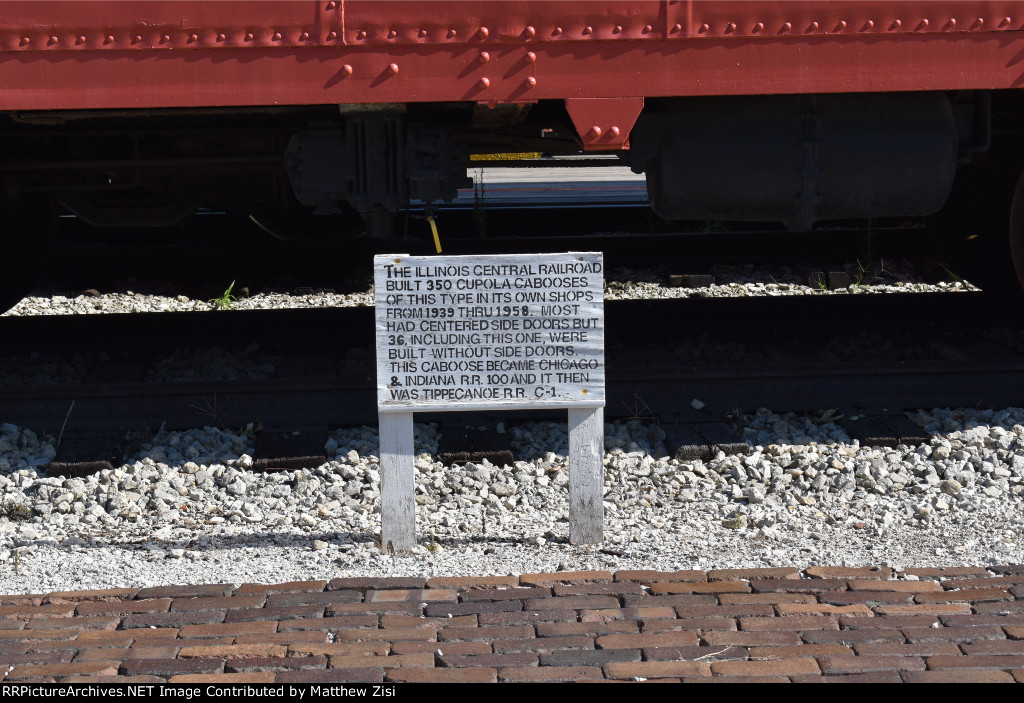 THE ILLINOIS CENTRAL RAILROAD
BUILT 350 CUPOLA CABOOSES
OF THIS TYPE IN ITS OWN SHOPS
FROM 1939 THRU 1958. MOST
HAD CENTERED SIDE DOORS BUT
36, INCLUDING THIS ONE, WERE
BUILT WITHOUT SIDE DOORS.
THIS CABOOSE BECAME CHICAGO
& INDIANA R.R. 100 AND IT THEN
WAS TIPPECANOE R.R. C-1.
RRPictureArchives.NET Image Contributed by Matthew Zisi